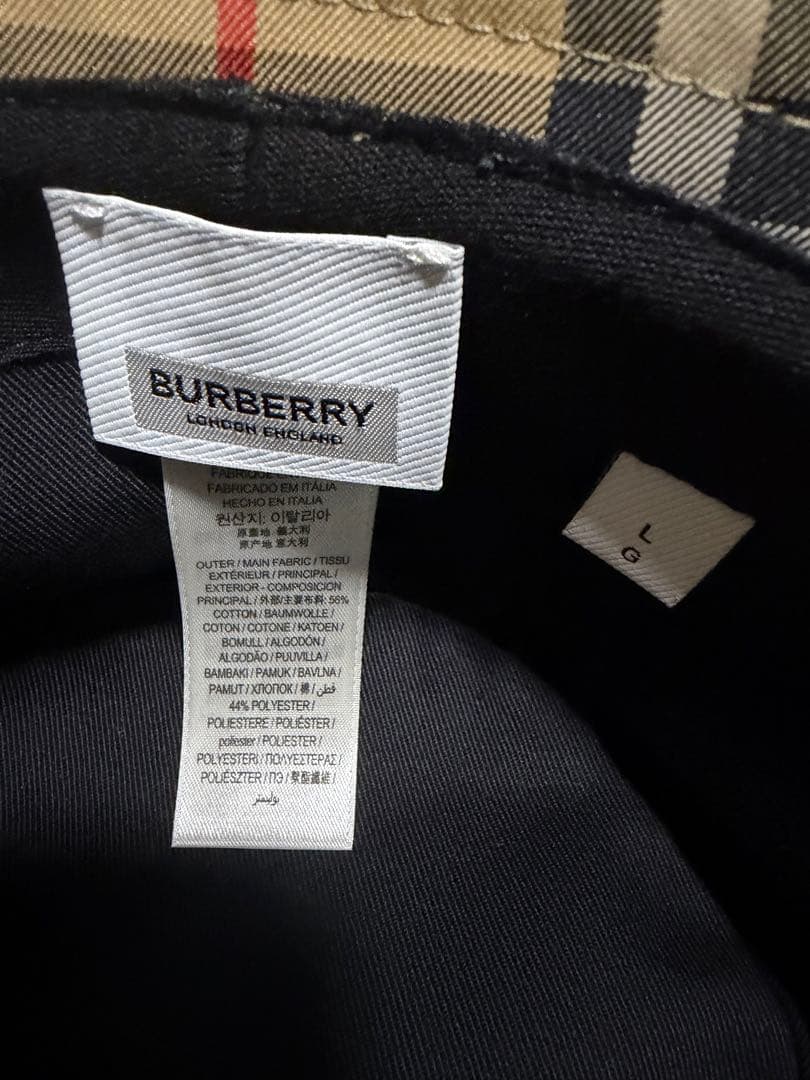 BURBERRY
LONDON ENGLAND
FABRICADO EM ITÁLIA
HECHO EN ITALIA
원산지: 이탈리아
原産地 義大利
原产地 意大利
OUTER / MAIN FABRIC / TISSU
EXTÉRIEUR / PRINCIPAL /
EXTERIOR - COMPOSICION
PRINCIPAL / 外部/主要布料: 56%
COTTON / BAUMWOLLE /
COTON / COTONE / KATOEN /
BOMULL / ALGODÓN /
ALGODÃO / PUUVILLA /
BAMBAKI / PAMUK / BAVLNA /
PAMUT / ХЛОПОК / 棉 / قطن /
44% POLYESTER /
POLIESTERE / POLIÉSTER /
poliester / POLIESTER /
POLYESTERI / ΠΟΛΥΕΣΤΕΡΑΣ /
POLIÉSZTER / ПЭ / 聚酯纖維 /
بوليستر
L
G